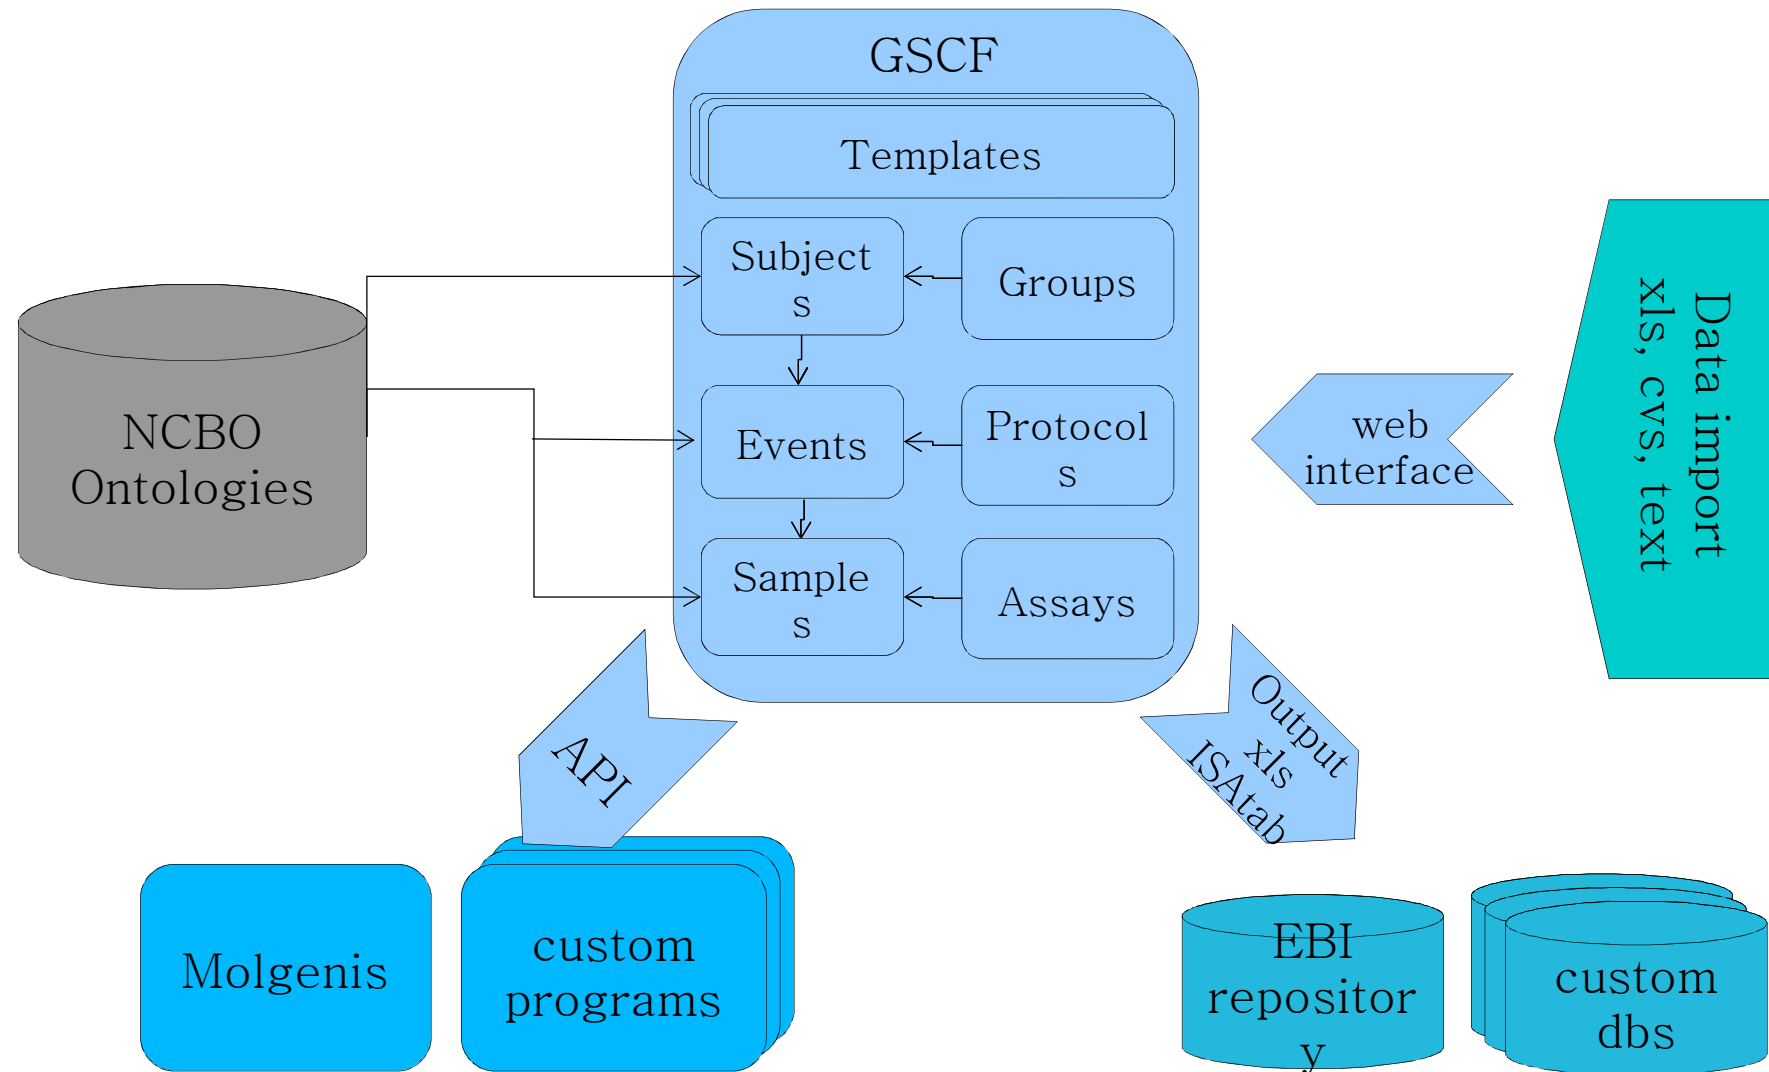 GSCF
Templates
Subject
s
Groups
NCBO
Ontologies
Events
Protocol
s
Sample
s
Assays
web
interface
Data import
xls, cvs, text
API
Output
xls
ISAtab
Molgenis
custom
programs
EBI
repositor
y
custom
dbs